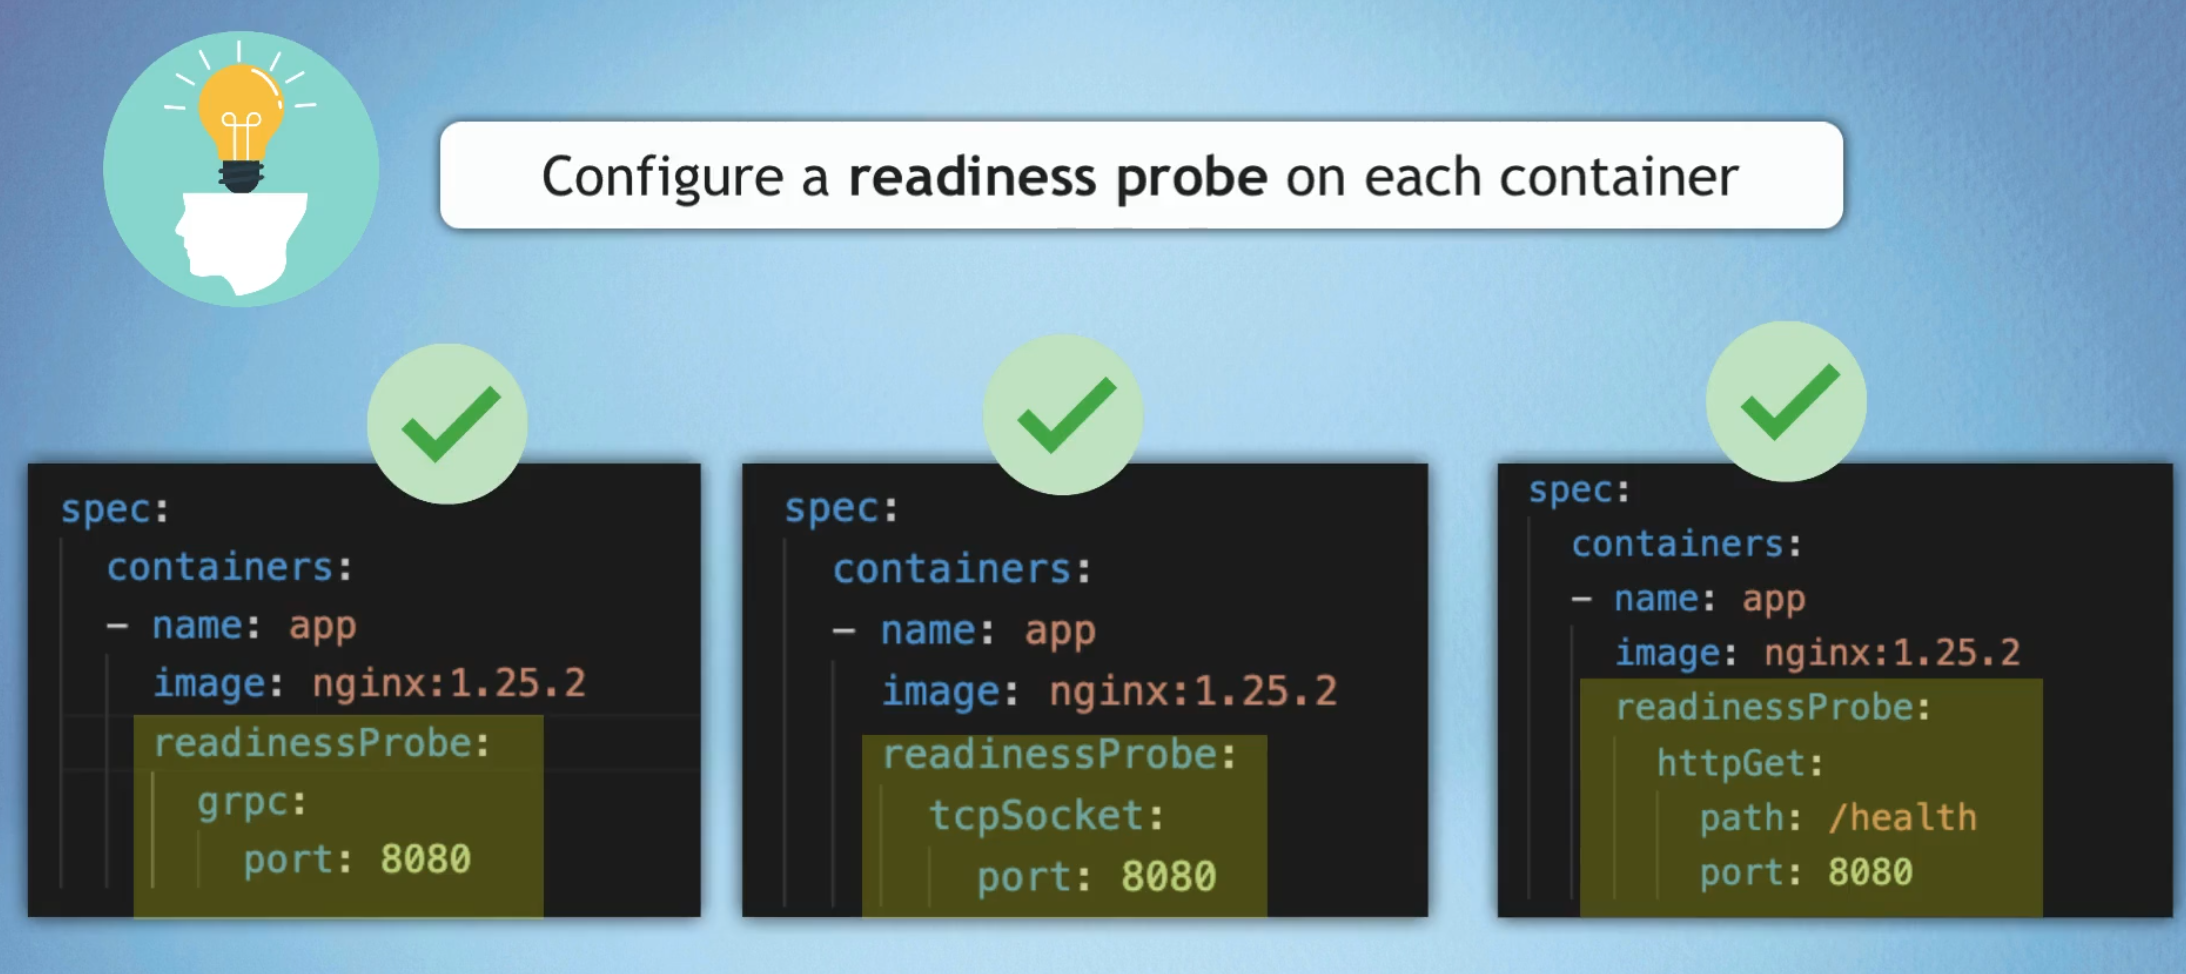 Configure a readiness probe on each container
spec:
containers:
- name: app
image: nginx:1.25.2
readinessProbe:
grpc:
port: 8080
spec:
containers:
- name: app
image: nginx:1.25.2
readinessProbe:
tcpSocket:
port: 8080
spec:
containers:
- name: app
image: nginx:1.25.2
readinessProbe:
httpGet:
path: /health
port: 8080